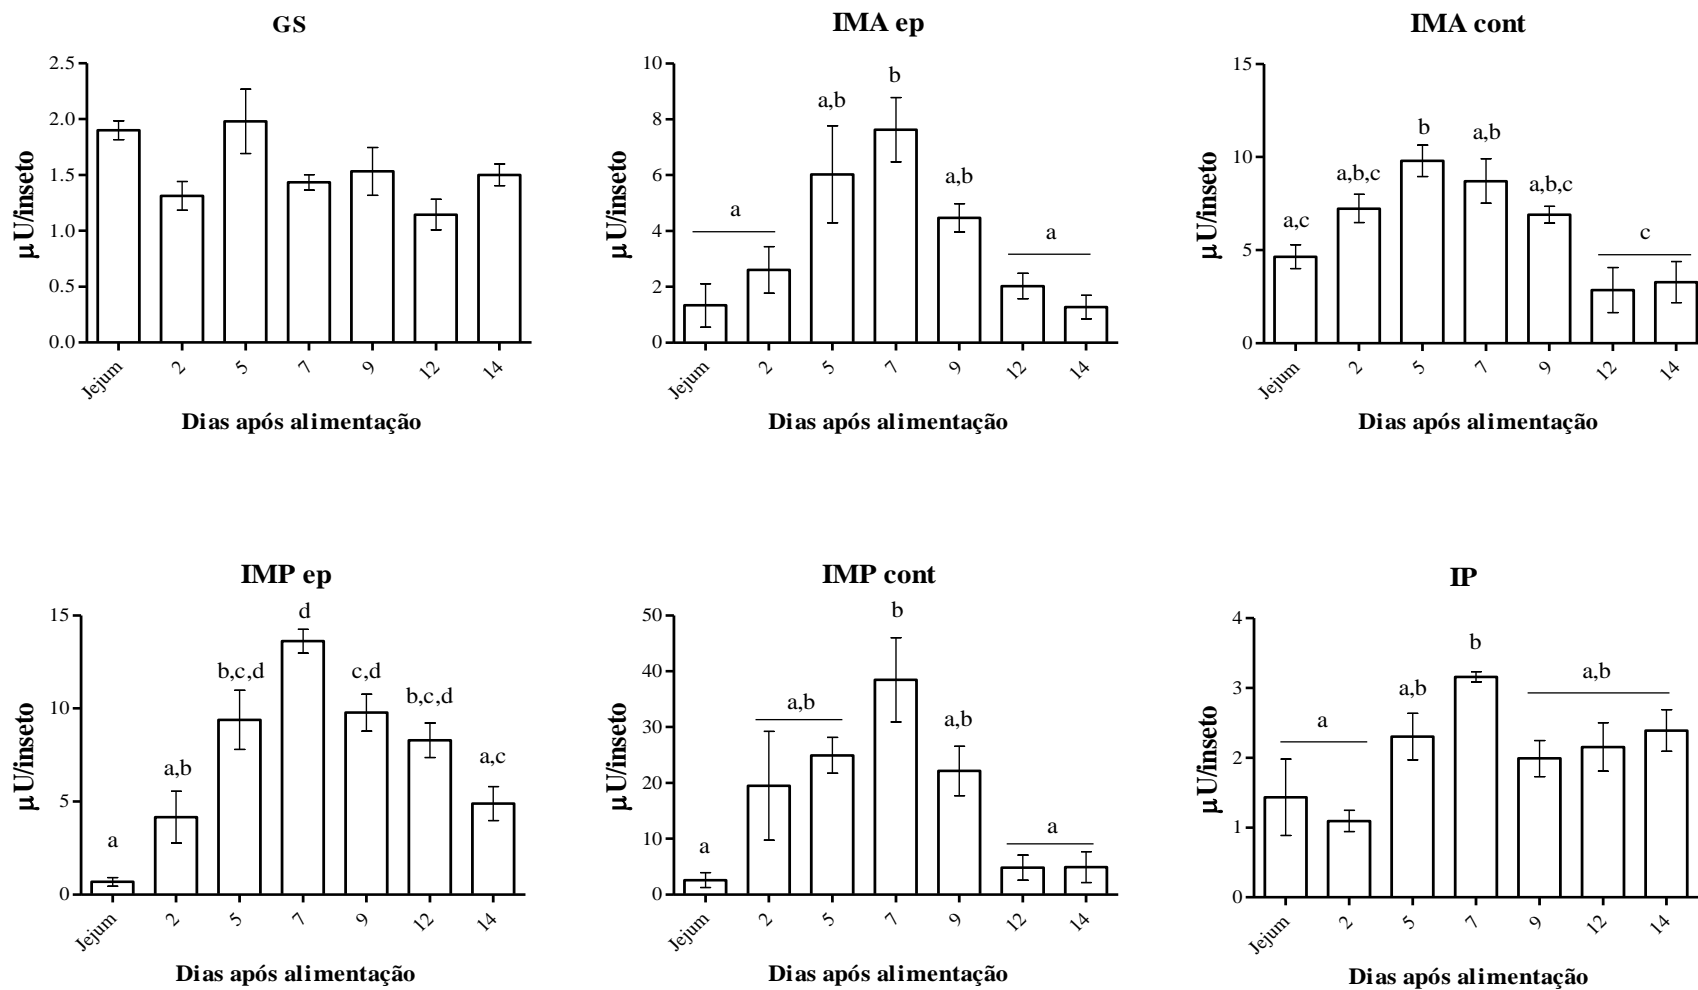 GS
2.5
2.0
1.5
1.0
0.5
0.0
µU/inseto
Jejum 2 5 7 9 12 14
Dias após alimentação
IMA ep
10
8
6
4
2
0
µU/inseto
a a,b b a,b a
Jejum 2 5 7 9 12 14
Dias após alimentação
IMA cont
15
10
5
0
µU/inseto
a,c a,b,c b a,b a,b,c c
Jejum 2 5 7 9 12 14
Dias após alimentação
IMP ep
15
10
5
0
µU/inseto
a a,b b,c,d d c,d b,c,d a,c
Jejum 2 5 7 9 12 14
Dias após alimentação
IMP cont
50
40
30
20
10
0
µU/inseto
a a,b b a,b a
Jejum 2 5 7 9 12 14
Dias após alimentação
IP
4
3
2
1
0
µU/inseto
a a,b b a,b
Jejum 2 5 7 9 12 14
Dias após alimentação